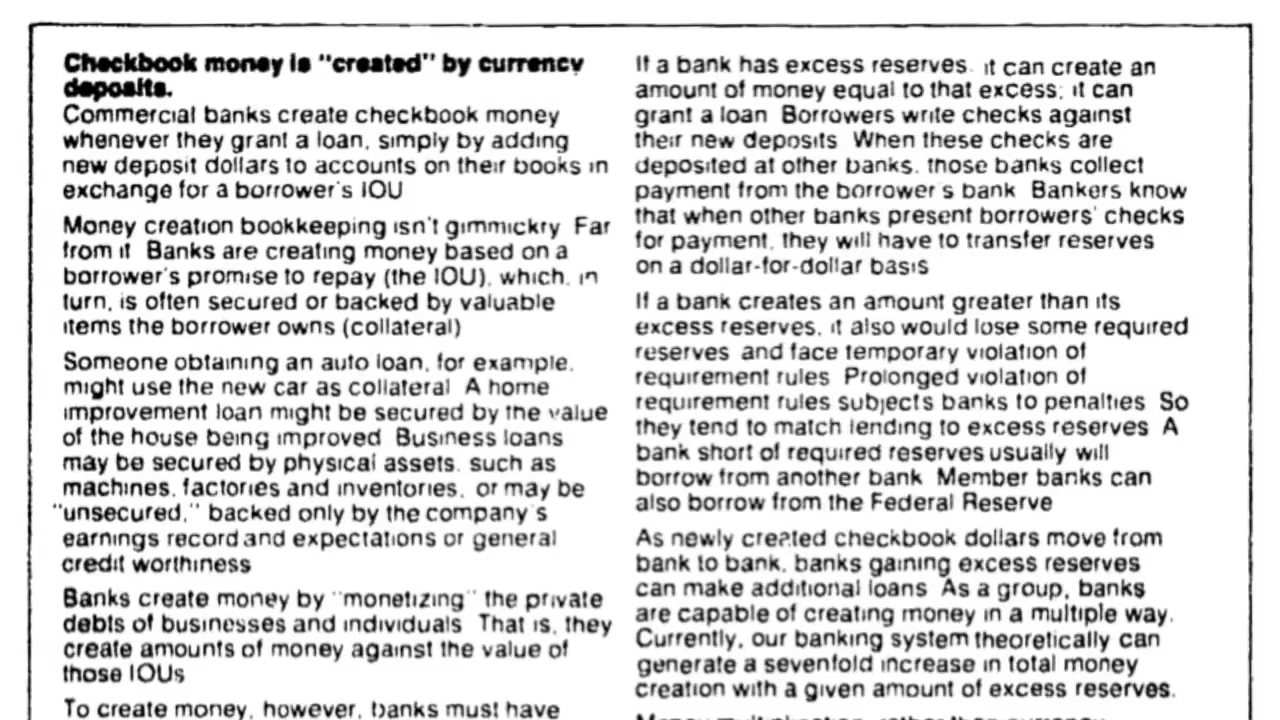 Checkbook money is "created" by currency
deposits.
Commercial banks create checkbook money
whenever they grant a loan, simply by adding
new deposit dollars to accounts on their books in
exchange for a borrower's IOU
Money creation bookkeeping isn't gimmickry Far
from it Banks are creating money based on a
borrower's promise to repay (the IOU), which, in
turn, is often secured or backed by valuable
items the borrower owns (collateral)
Someone obtaining an auto loan, for example,
might use the new car as collateral A home
improvement loan might be secured by the value
of the house being improved Business loans
may be secured by physical assets, such as
machines, factories and inventories, or may be
"unsecured," backed only by the company's
earnings record and expectations or general
credit worthiness
Banks create money by "monetizing" the private
debts of businesses and individuals That is, they
create amounts of money against the value of
those IOUs
To create money, however, banks must have
If a bank has excess reserves, it can create an
amount of money equal to that excess; it can
grant a loan Borrowers write checks against
their new deposits When these checks are
deposited at other banks, those banks collect
payment from the borrower's bank Bankers know
that when other banks present borrowers' checks
for payment, they will have to transfer reserves
on a dollar-for-dollar basis
If a bank creates an amount greater than its
excess reserves, it also would lose some required
reserves and face temporary violation of
requirement rules Prolonged violation of
requirement rules subjects banks to penalties So
they tend to match lending to excess reserves A
bank short of required reserves usually will
borrow from another bank Member banks can
also borrow from the Federal Reserve
As newly created checkbook dollars move from
bank to bank, banks gaining excess reserves
can make additional loans As a group, banks
are capable of creating money in a multiple way.
Currently, our banking system theoretically can
generate a sevenfold increase in total money
creation with a given amount of excess reserves.
Money multiplication, rather than currency